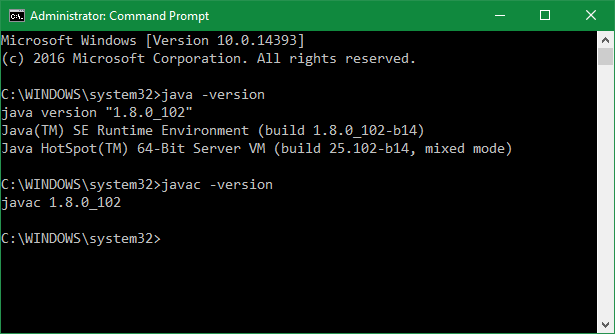 Administrator: Command Prompt
Microsoft Windows [Version 10.0.14393]
(c) 2016 Microsoft Corporation. All rights reserved.
C:\WINDOWS\system32>java -version
java version "1.8.0_102"
Java(TM) SE Runtime Environment (build 1.8.0_102-b14)
Java HotSpot(TM) 64-Bit Server VM (build 25.102-b14, mixed mode)
C:\WINDOWS\system32>javac -version
javac 1.8.0_102
C:\WINDOWS\system32>